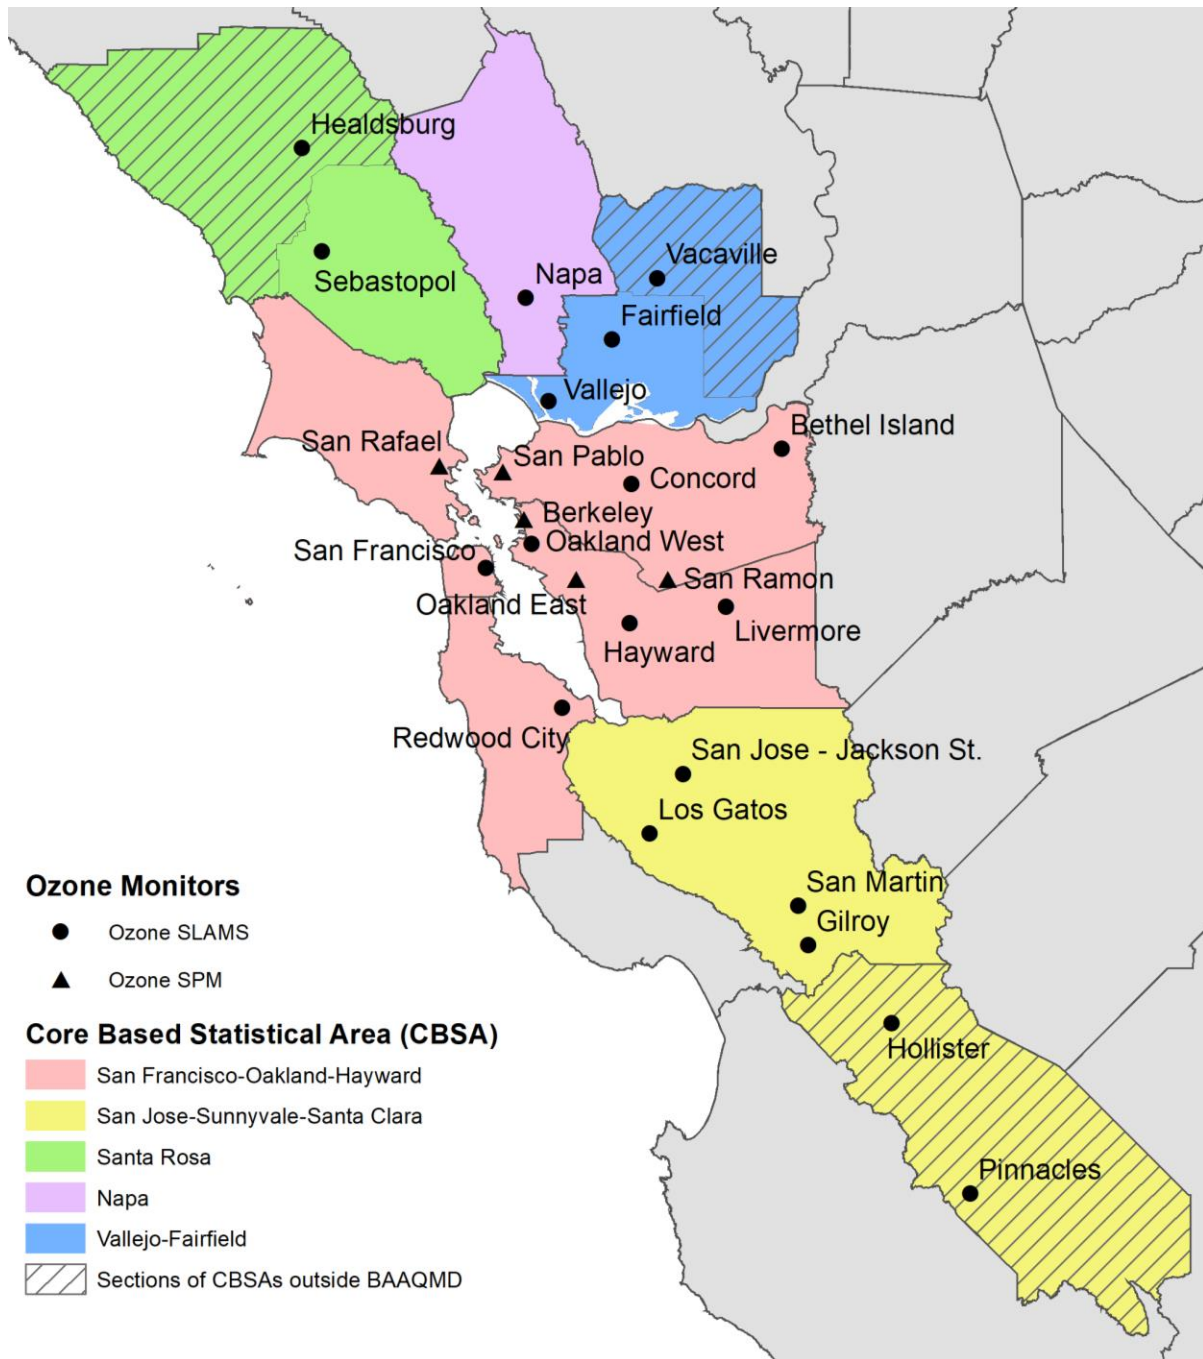 Healdsburg
Sebastopol
Napa
Vacaville
Fairfield
Vallejo
Bethel Island
San Rafael
San Pablo
Concord
Berkeley
Oakland West
San Francisco
San Ramon
Oakland East
Livermore
Hayward
Redwood City
San Jose - Jackson St.
Los Gatos
San Martin
Gilroy
Hollister
Pinnacles
Ozone Monitors
Ozone SLAMS
Ozone SPM
Core Based Statistical Area (CBSA)
San Francisco-Oakland-Hayward
San Jose-Sunnyvale-Santa Clara
Santa Rosa
Napa
Vallejo-Fairfield
Sections of CBSAs outside BAAQMD